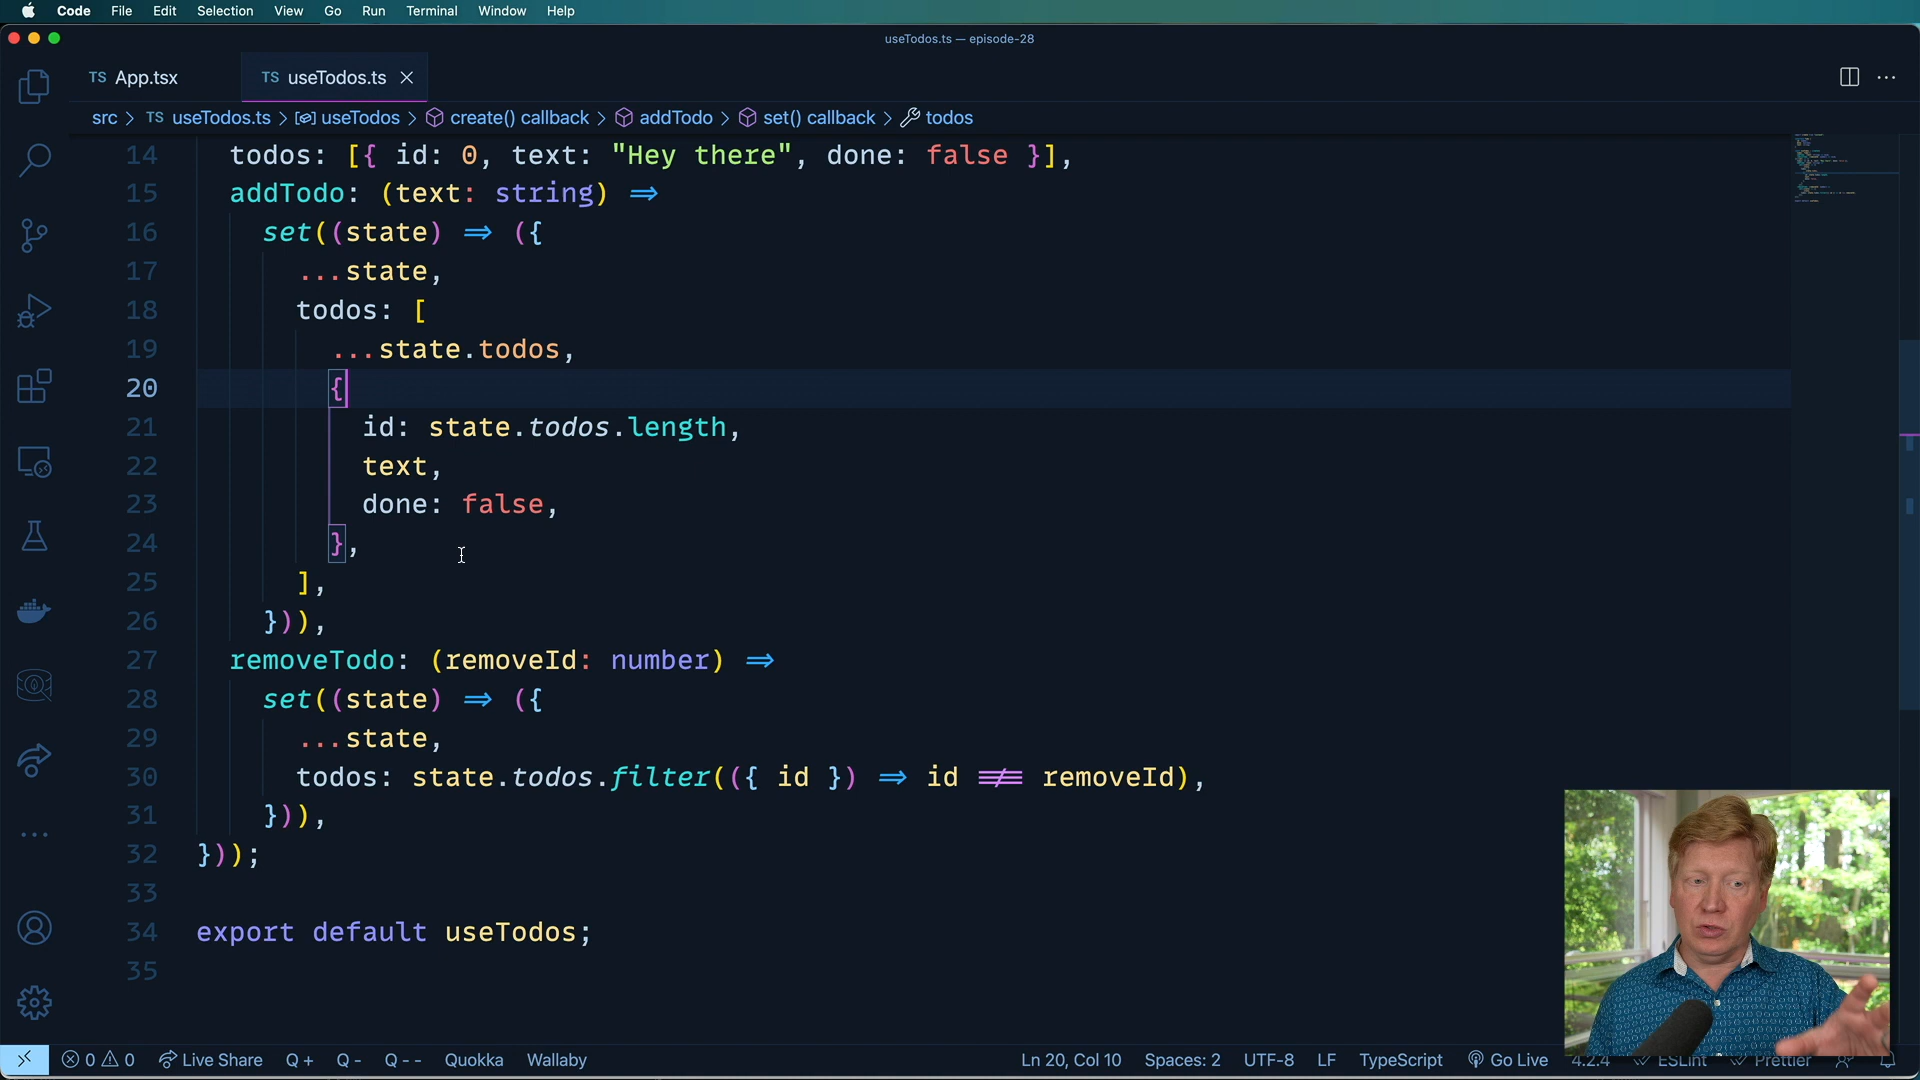 Code File Edit Selection View Go Run Terminal Window Help
useTodos.ts — episode-28
TS App.tsx TS useTodos.ts
src > TS useTodos.ts > useTodos > create() callback > addTodo > set() callback > todos
14 todos: [{ id: 0, text: "Hey there", done: false }],
15 addTodo: (text: string) ⇒
16 set((state) ⇒ ({
17 ...state,
18 todos: [
19 ...state.todos,
20 {
21 id: state.todos.length,
22 text,
23 done: false,
24 },
25 ],
26 })),
27 removeTodo: (removeId: number) ⇒
28 set((state) ⇒ ({
29 ...state,
30 todos: state.todos.filter(({ id }) ⇒ id !== removeId),
31 })),
32 }));
33
34 export default useTodos;
35
0 0 Live Share Q+ Q- Q-- Quokka Wallaby Ln 20, Col 10 Spaces: 2 UTF-8 LF TypeScript Go Live 4.2.4 ESLint Prettier